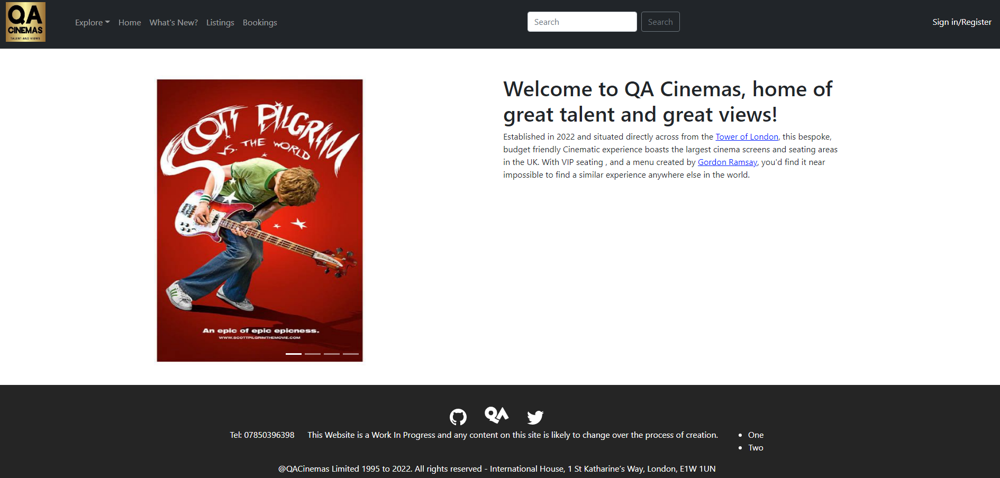 QA
CINEMAS
TALENT AND VIEWS
Explore Home What's New? Listings Bookings
Search Search
Sign in/Register
SCOTT PILGRIM
VS. THE WORLD
An epic of epic epicness.
WWW.SCOTTPILGRIMTHEMOVIE.COM
Welcome to QA Cinemas, home of
great talent and great views!
Established in 2022 and situated directly across from the Tower of London, this bespoke,
budget friendly Cinematic experience boasts the largest cinema screens and seating areas
in the UK. With VIP seating , and a menu created by Gordon Ramsay, you'd find it near
impossible to find a similar experience anywhere else in the world.
QA
Tel: 07850396398 This Website is a Work In Progress and any content on this site is likely to change over the process of creation.
• One
• Two
@QACinemas Limited 1995 to 2022. All rights reserved - International House, 1 St Katharine's Way, London, E1W 1UN